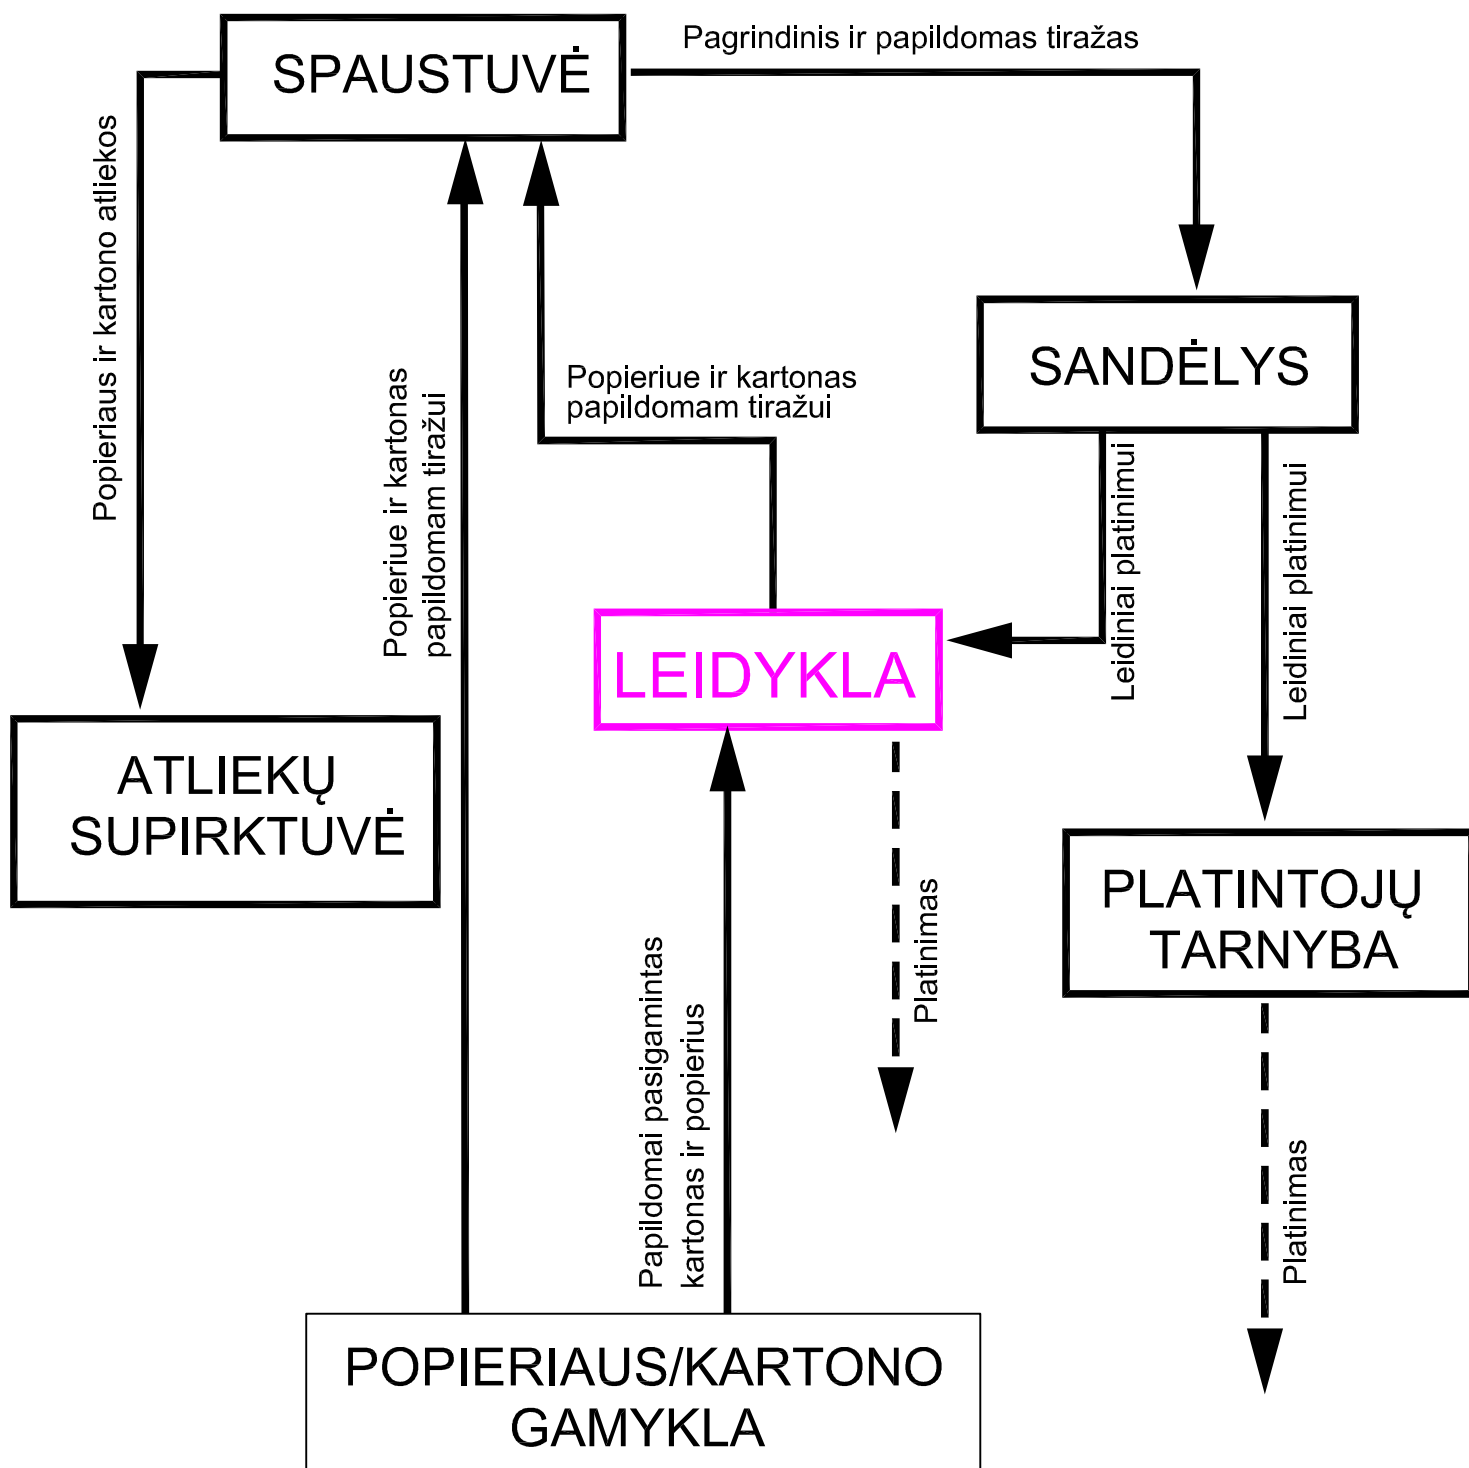 Pagrindinis ir papildomas tiražas
SPAUSTUVĖ
Popieriaus ir kartono atliekos
Popieriue ir kartonas
papildomam tiražui
Popieriue ir kartonas
papildomam tiražui
SANDĖLYS
Leidiniai platinimui
Leidiniai platinimui
LEIDYKLA
ATLIEKŲ
SUPIRKTUVĖ
PLATINTOJŲ
TARNYBA
Papildomai pasigamintas
kartonas ir popierius
Platinimas
Platinimas
POPIERIAUS/KARTONO
GAMYKLA